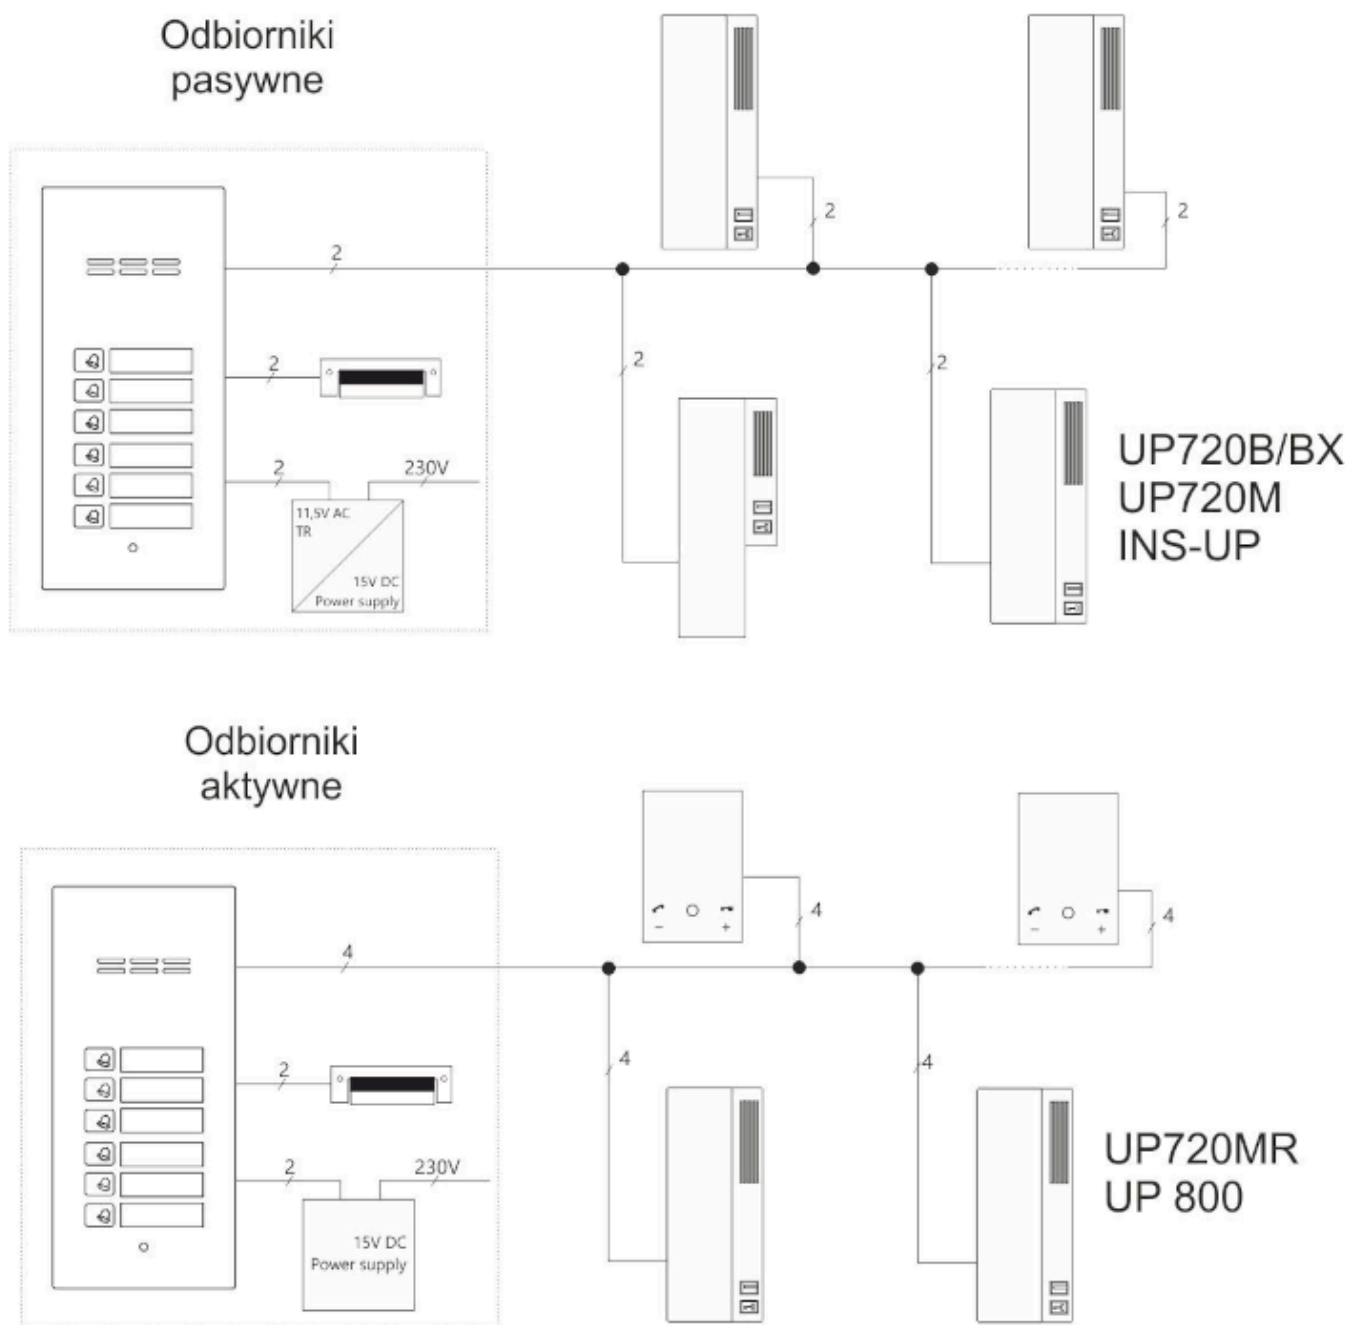 Odbiorniki
pasywne
2
2
2
2
2
2
2
230V
11,5V AC
TR
15V DC
Power supply
UP720B/BX
UP720M
INS-UP
Odbiorniki
aktywne
4
4
4
4
4
2
2
230V
15V DC
Power supply
- +
- +
UP720MR
UP 800